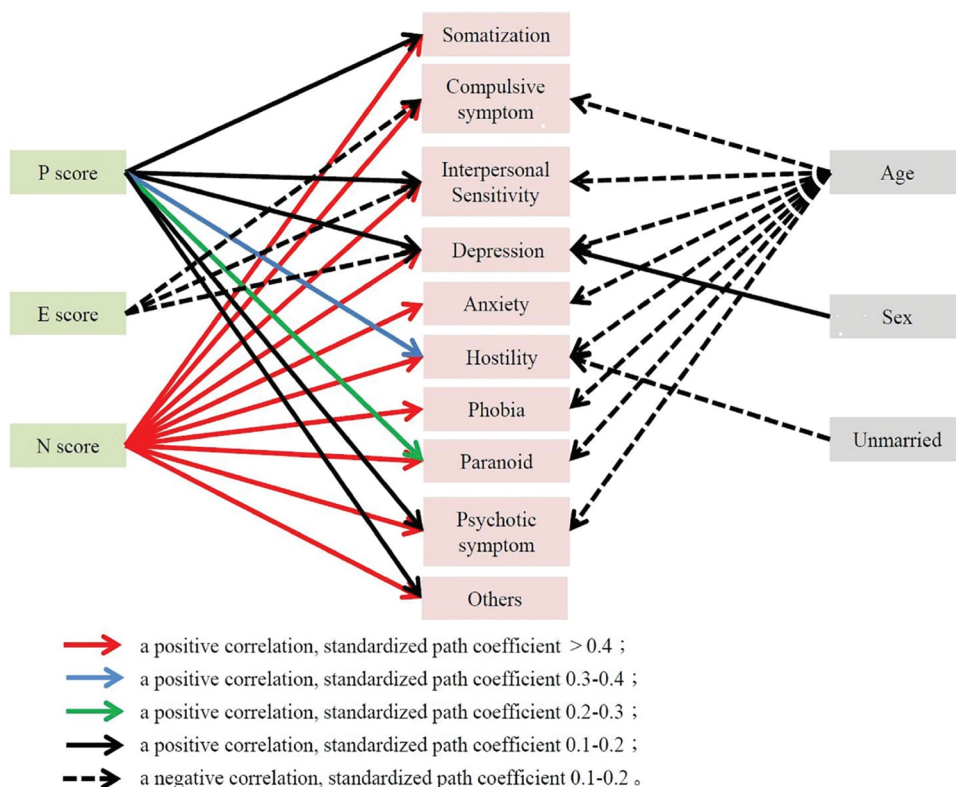 Somatization
Compulsive
symptom
P score
Interpersonal
Sensitivity
Age
Depression
E score
Anxiety
Sex
Hostility
Phobia
N score
Unmarried
Paranoid
Psychotic
symptom
Others
a positive correlation, standardized path coefficient > 0.4；
a positive correlation, standardized path coefficient 0.3-0.4；
a positive correlation, standardized path coefficient 0.2-0.3；
a positive correlation, standardized path coefficient 0.1-0.2；
a negative correlation, standardized path coefficient 0.1-0.2。